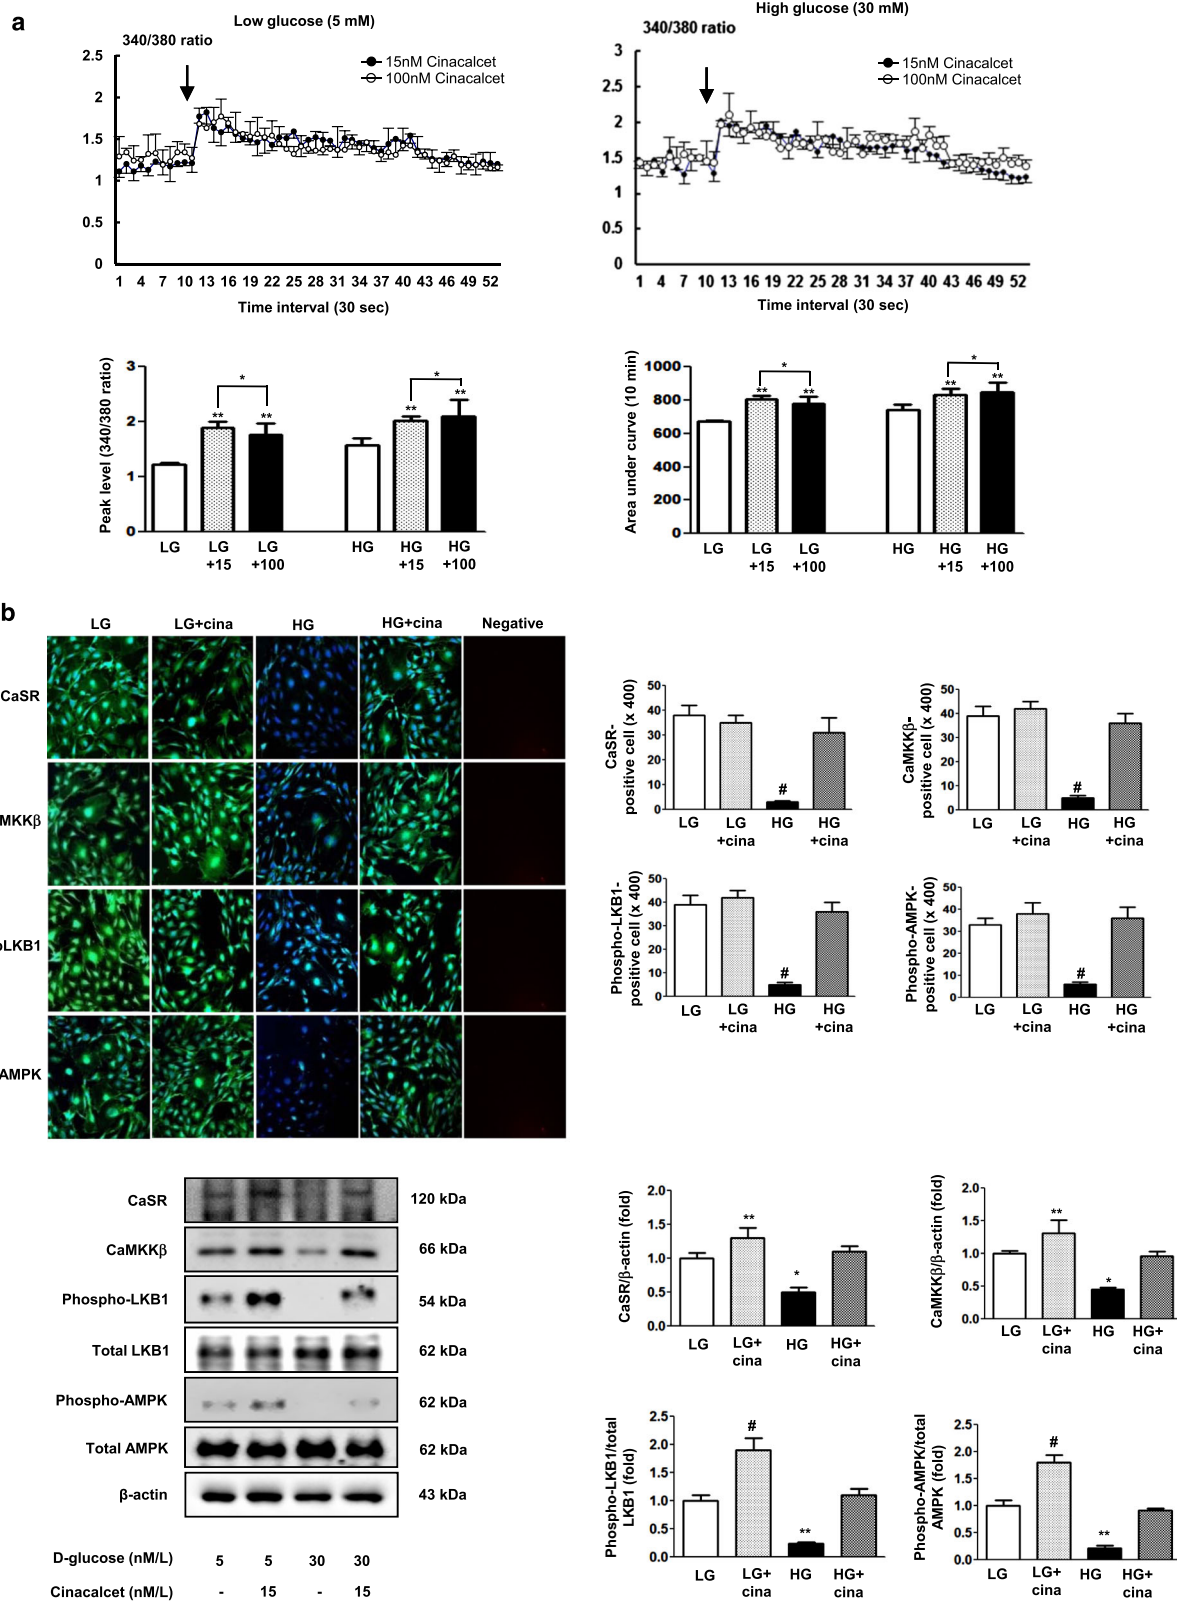 a
Low glucose (5 mM)
340/380 ratio
15nM Cinacalcet
100nM Cinacalcet
2.5
2
1.5
1
0.5
0
1 4 7 10 13 16 19 22 25 28 31 34 37 40 43 46 49 52
Time interval (30 sec)
High glucose (30 mM)
340/380 ratio
15nM Cinacalcet
100nM Cinacalcet
3
2.5
2
1.5
1
0.5
0
1 4 7 10 13 16 19 22 25 28 31 34 37 40 43 46 49 52
Time interval (30 sec)
Peak level (340/380 ratio)
3
2
1
0
* ** ** * ** **
LG LG +15 LG +100 HG HG +15 HG +100
Area under curve (10 min)
1000
800
600
400
200
0
* ** ** * ** **
LG LG +15 LG +100 HG HG +15 HG +100
b
LG LG+cina HG HG+cina Negative
CaSR
MKKβ
pLKB1
AMPK
CaSR-
positive cell (x 400)
50
40
30
20
10
0
#
LG LG +cina HG HG +cina
CaMKKβ-
positive cell (x 400)
50
40
30
20
10
0
#
LG LG +cina HG HG +cina
Phospho-LKB1-
positive cell (x 400)
50
40
30
20
10
0
#
LG LG +cina HG HG +cina
Phospho-AMPK-
positive cell (x 400)
50
40
30
20
10
0
#
LG LG +cina HG HG +cina
CaSR 120 kDa
CaMKKβ 66 kDa
Phospho-LKB1 54 kDa
Total LKB1 62 kDa
Phospho-AMPK 62 kDa
Total AMPK 62 kDa
β-actin 43 kDa
D-glucose (nM/L) 5 5 30 30
Cinacalcet (nM/L) - 15 - 15
CaSR/β-actin (fold)
2.0
1.5
1.0
0.5
0.0
** *
LG LG+ cina HG HG+ cina
CaMKKβ/β-actin (fold)
2.0
1.5
1.0
0.5
0.0
** *
LG LG+ cina HG HG+ cina
Phospho-LKB1/total
LKB1 (fold)
2.5
2.0
1.5
1.0
0.5
0.0
# **
LG LG+ cina HG HG+ cina
Phospho-AMPK/total
AMPK (fold)
2.5
2.0
1.5
1.0
0.5
0.0
# **
LG LG+ cina HG HG+ cina